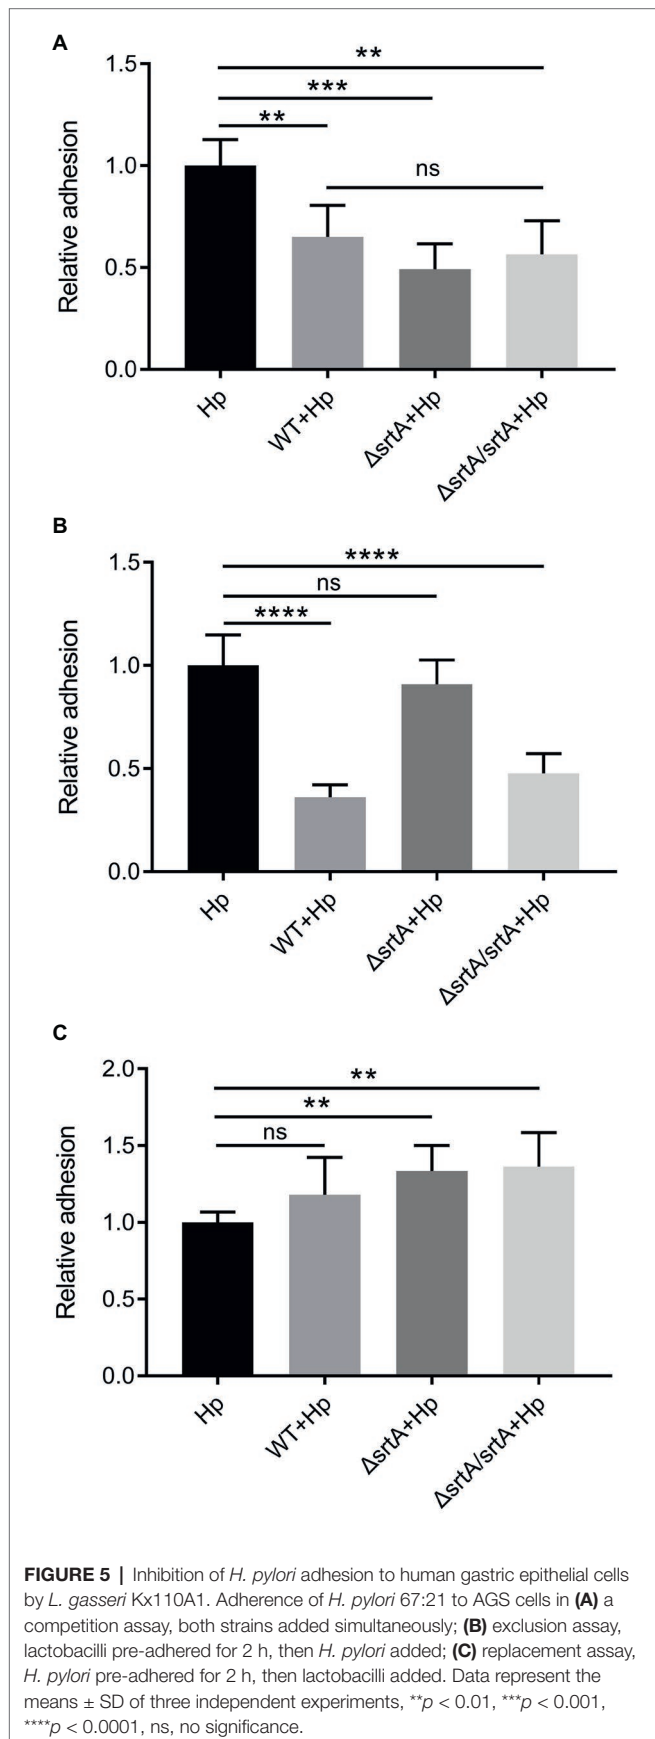 A
1.5
**
***
**
1.0
ns
Relative adhesion
0.5
0.0
Hp
WT+Hp
ΔsrtA+Hp
ΔsrtA/srtA+Hp
B
1.5
****
ns
****
1.0
Relative adhesion
0.5
0.0
Hp
WT+Hp
ΔsrtA+Hp
ΔsrtA/srtA+Hp
C
2.0
**
**
ns
1.5
Relative adhesion
1.0
0.5
0.0
Hp
WT+Hp
ΔsrtA+Hp
ΔsrtA/srtA+Hp
FIGURE 5 | Inhibition of H. pylori adhesion to human gastric epithelial cells
by L. gasseri Kx110A1. Adherence of H. pylori 67:21 to AGS cells in (A) a
competition assay, both strains added simultaneously; (B) exclusion assay,
lactobacilli pre-adhered for 2 h, then H. pylori added; (C) replacement assay,
H. pylori pre-adhered for 2 h, then lactobacilli added. Data represent the
means ± SD of three independent experiments, **p < 0.01, ***p < 0.001,
****p < 0.0001, ns, no significance.